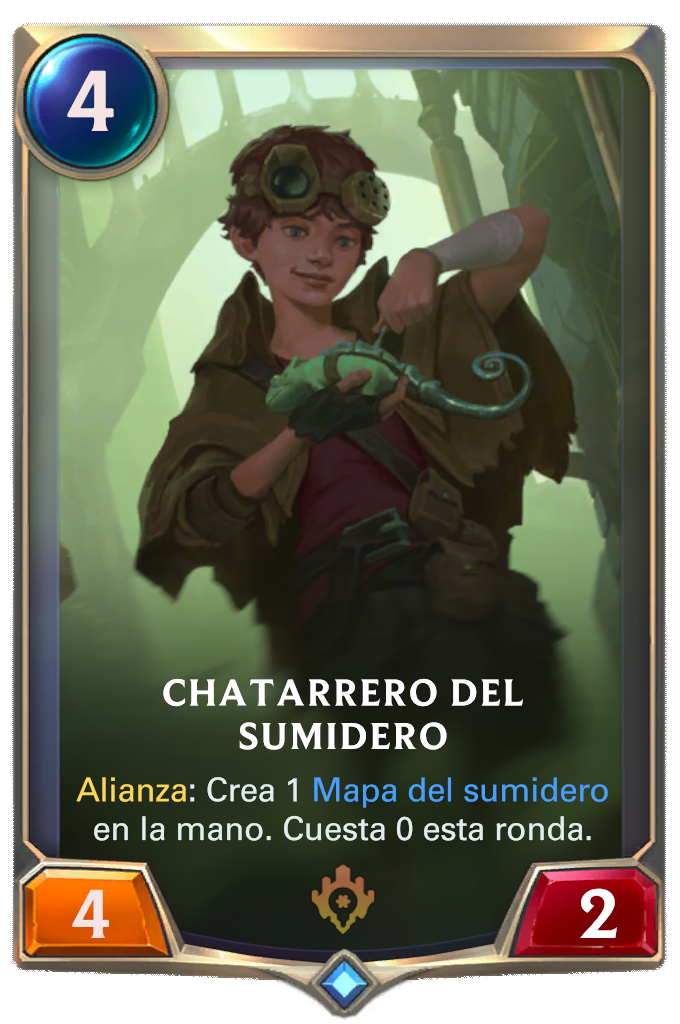 4
CHATARRERO DEL
SUMIDERO
Alianza: Crea 1 Mapa del sumidero
en la mano. Cuesta 0 esta ronda.
4
2